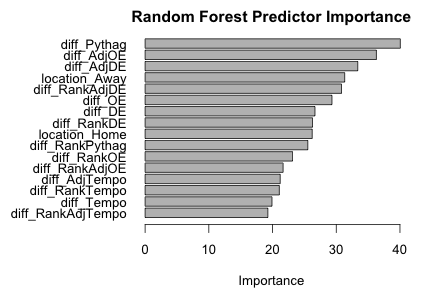 Random Forest Predictor Importance
diff_Pythag
diff_AdjOE
diff_AdjDE
location_Away
diff_RankAdjDE
diff_OE
diff_DE
diff_RankDE
location_Home
diff_RankPythag
diff_RankOE
diff_RankAdjOE
diff_AdjTempo
diff_RankTempo
diff_Tempo
diff_RankAdjTempo
0 10 20 30 40
Importance